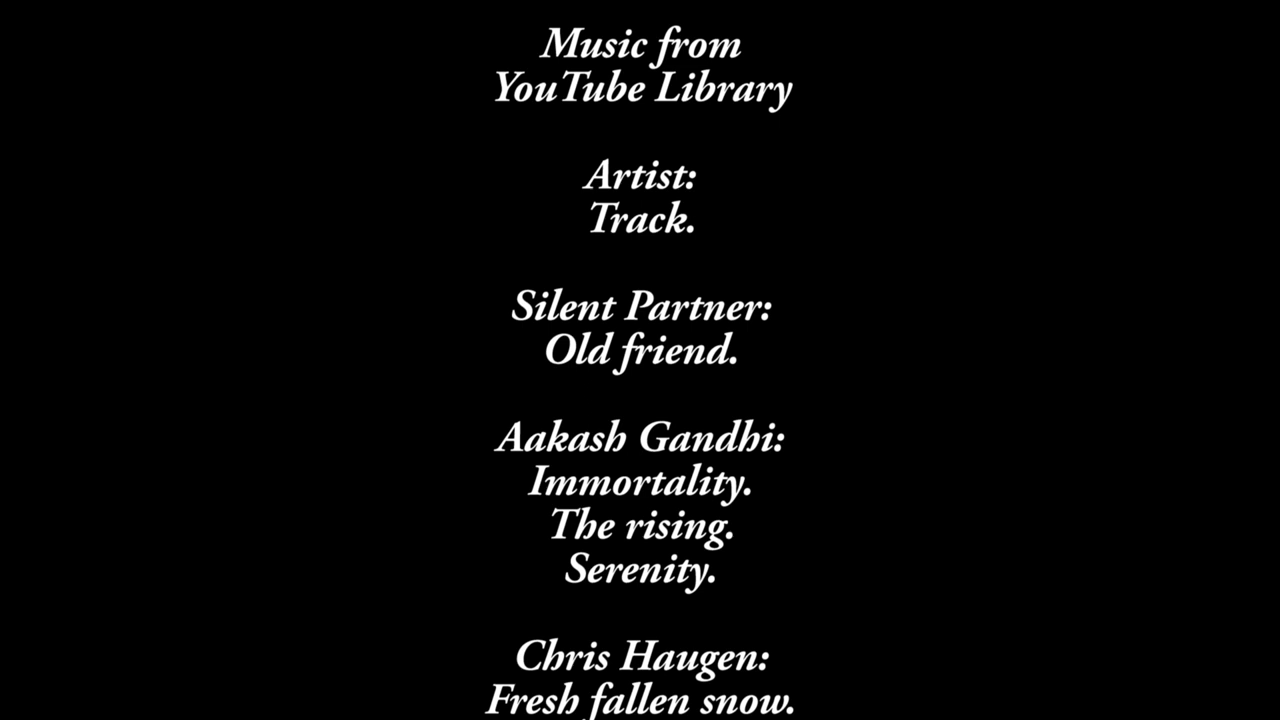 Music from
YouTube Library
Artist:
Track.
Silent Partner:
Old friend.
Aakash Gandhi:
Immortality.
The rising.
Serenity.
Chris Haugen:
Fresh fallen snow.